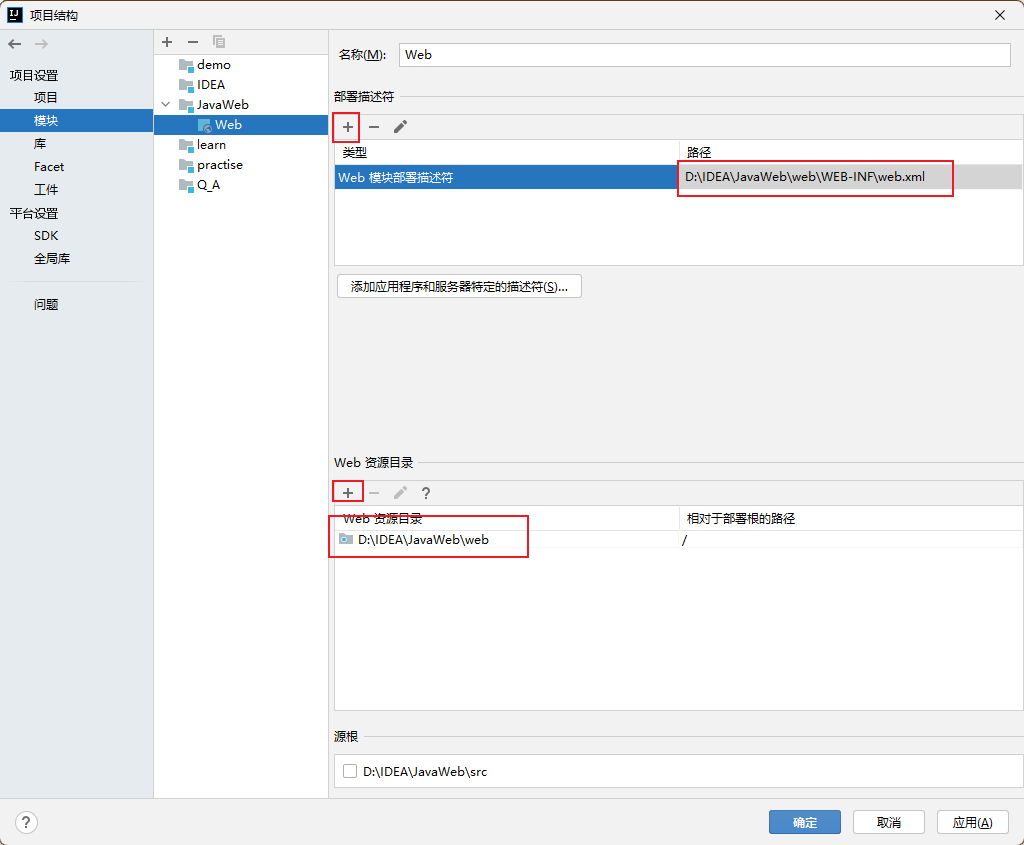 项目结构
项目设置
项目
模块
库
Facet
工件
平台设置
SDK
全局库
问题
demo
IDEA
JavaWeb
Web
learn
practise
Q_A
名称(M): Web
部署描述符
类型 路径
Web 模块部署描述符 D:\IDEA\JavaWeb\web\WEB-INF\web.xml
添加应用程序和服务器特定的描述符(S)...
Web 资源目录
?
Web 资源目录 相对于部署根的路径
D:\IDEA\JavaWeb\web /
源根
D:\IDEA\JavaWeb\src
? 确定 取消 应用(A)